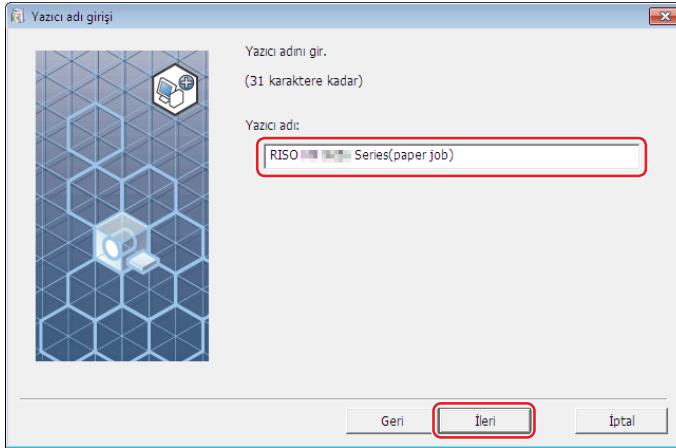 Yazıcı adı girişi
Yazıcı adını gir.
(31 karaktere kadar)
Yazıcı adı:
RISO Series(paper job)
Geri
İleri
İptal